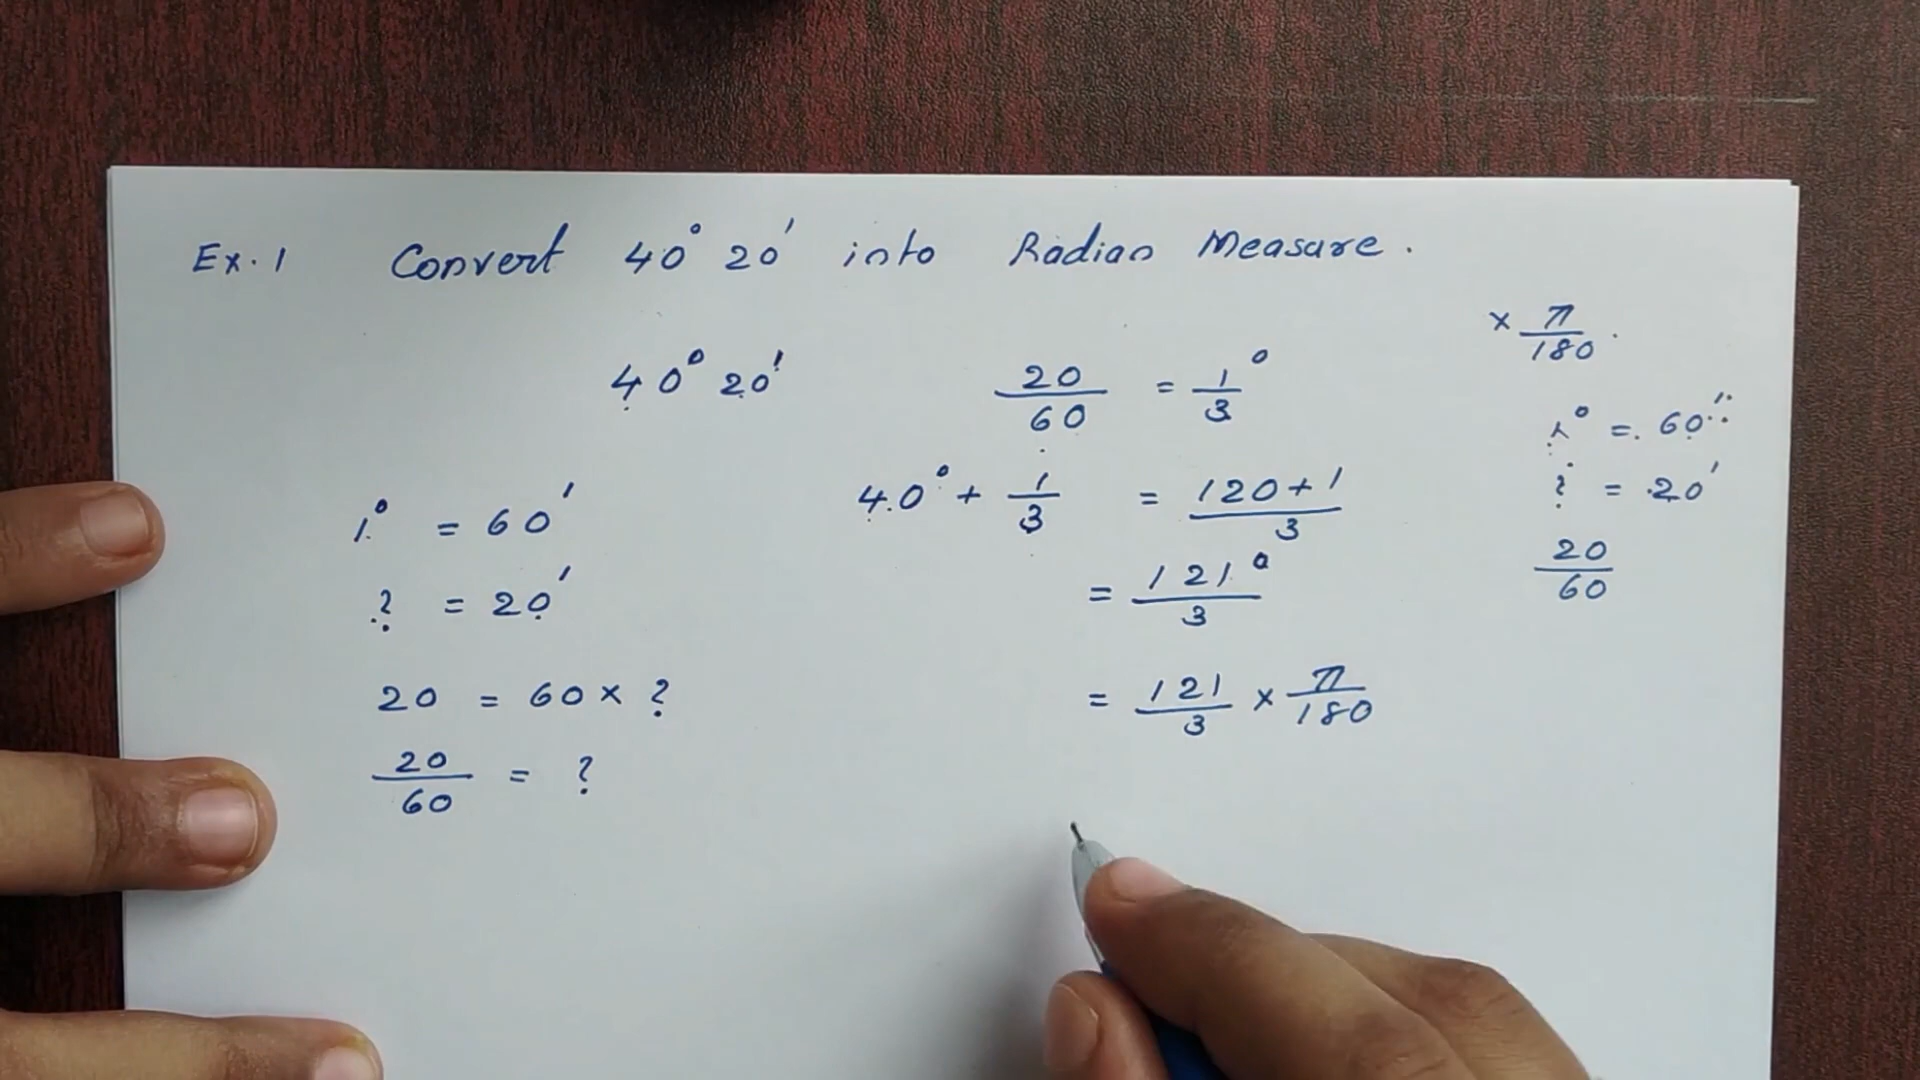 Ex. 1 Convert 40° 20' into Radian Measure.
× π/180.
40° 20'
20/60 = 1/3°
1° = 60'
? = 20'
20/60
40° + 1/3 = 120+1/3
1° = 60'
= 121°/3
? = 20'
= 121/3 × π/180
20 = 60 × ?
20/60 = ?